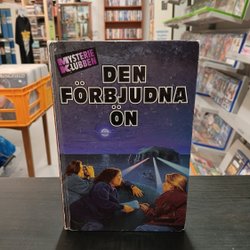 MYSTERIE
KLUBBEN
DEN
FÖRBJUDNA
ÖN